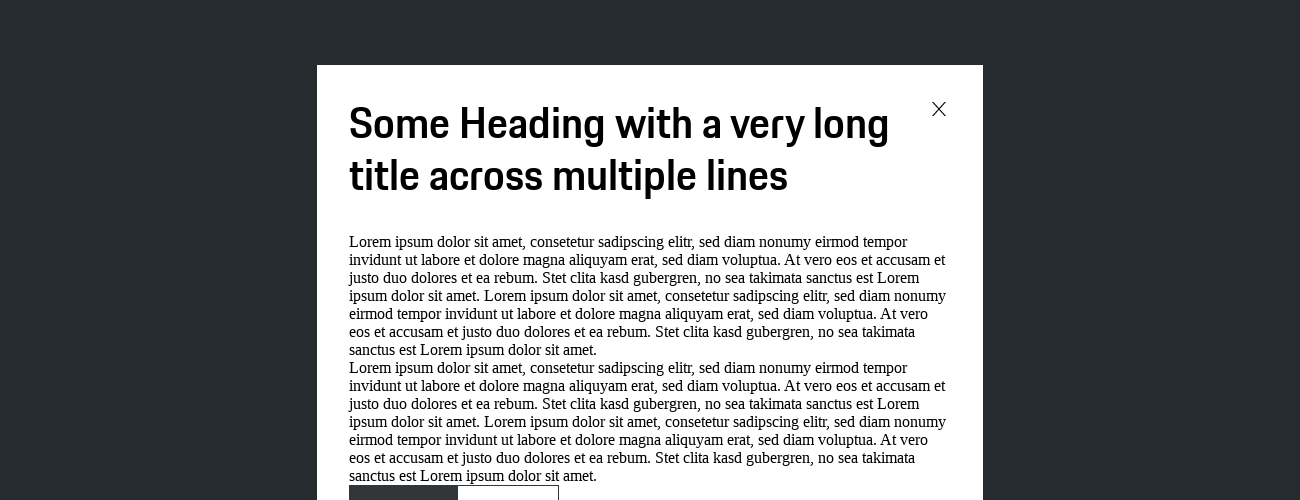 Some Heading with a very long
title across multiple lines
Lorem ipsum dolor sit amet, consetetur sadipscing elitr, sed diam nonumy eirmod tempor
invidunt ut labore et dolore magna aliquyam erat, sed diam voluptua. At vero eos et accusam et
justo duo dolores et ea rebum. Stet clita kasd gubergren, no sea takimata sanctus est Lorem
ipsum dolor sit amet. Lorem ipsum dolor sit amet, consetetur sadipscing elitr, sed diam nonumy
eirmod tempor invidunt ut labore et dolore magna aliquyam erat, sed diam voluptua. At vero
eos et accusam et justo duo dolores et ea rebum. Stet clita kasd gubergren, no sea takimata
sanctus est Lorem ipsum dolor sit amet.
Lorem ipsum dolor sit amet, consetetur sadipscing elitr, sed diam nonumy eirmod tempor
invidunt ut labore et dolore magna aliquyam erat, sed diam voluptua. At vero eos et accusam et
justo duo dolores et ea rebum. Stet clita kasd gubergren, no sea takimata sanctus est Lorem
ipsum dolor sit amet. Lorem ipsum dolor sit amet, consetetur sadipscing elitr, sed diam nonumy
eirmod tempor invidunt ut labore et dolore magna aliquyam erat, sed diam voluptua. At vero
eos et accusam et justo duo dolores et ea rebum. Stet clita kasd gubergren, no sea takimata
sanctus est Lorem ipsum dolor sit amet.